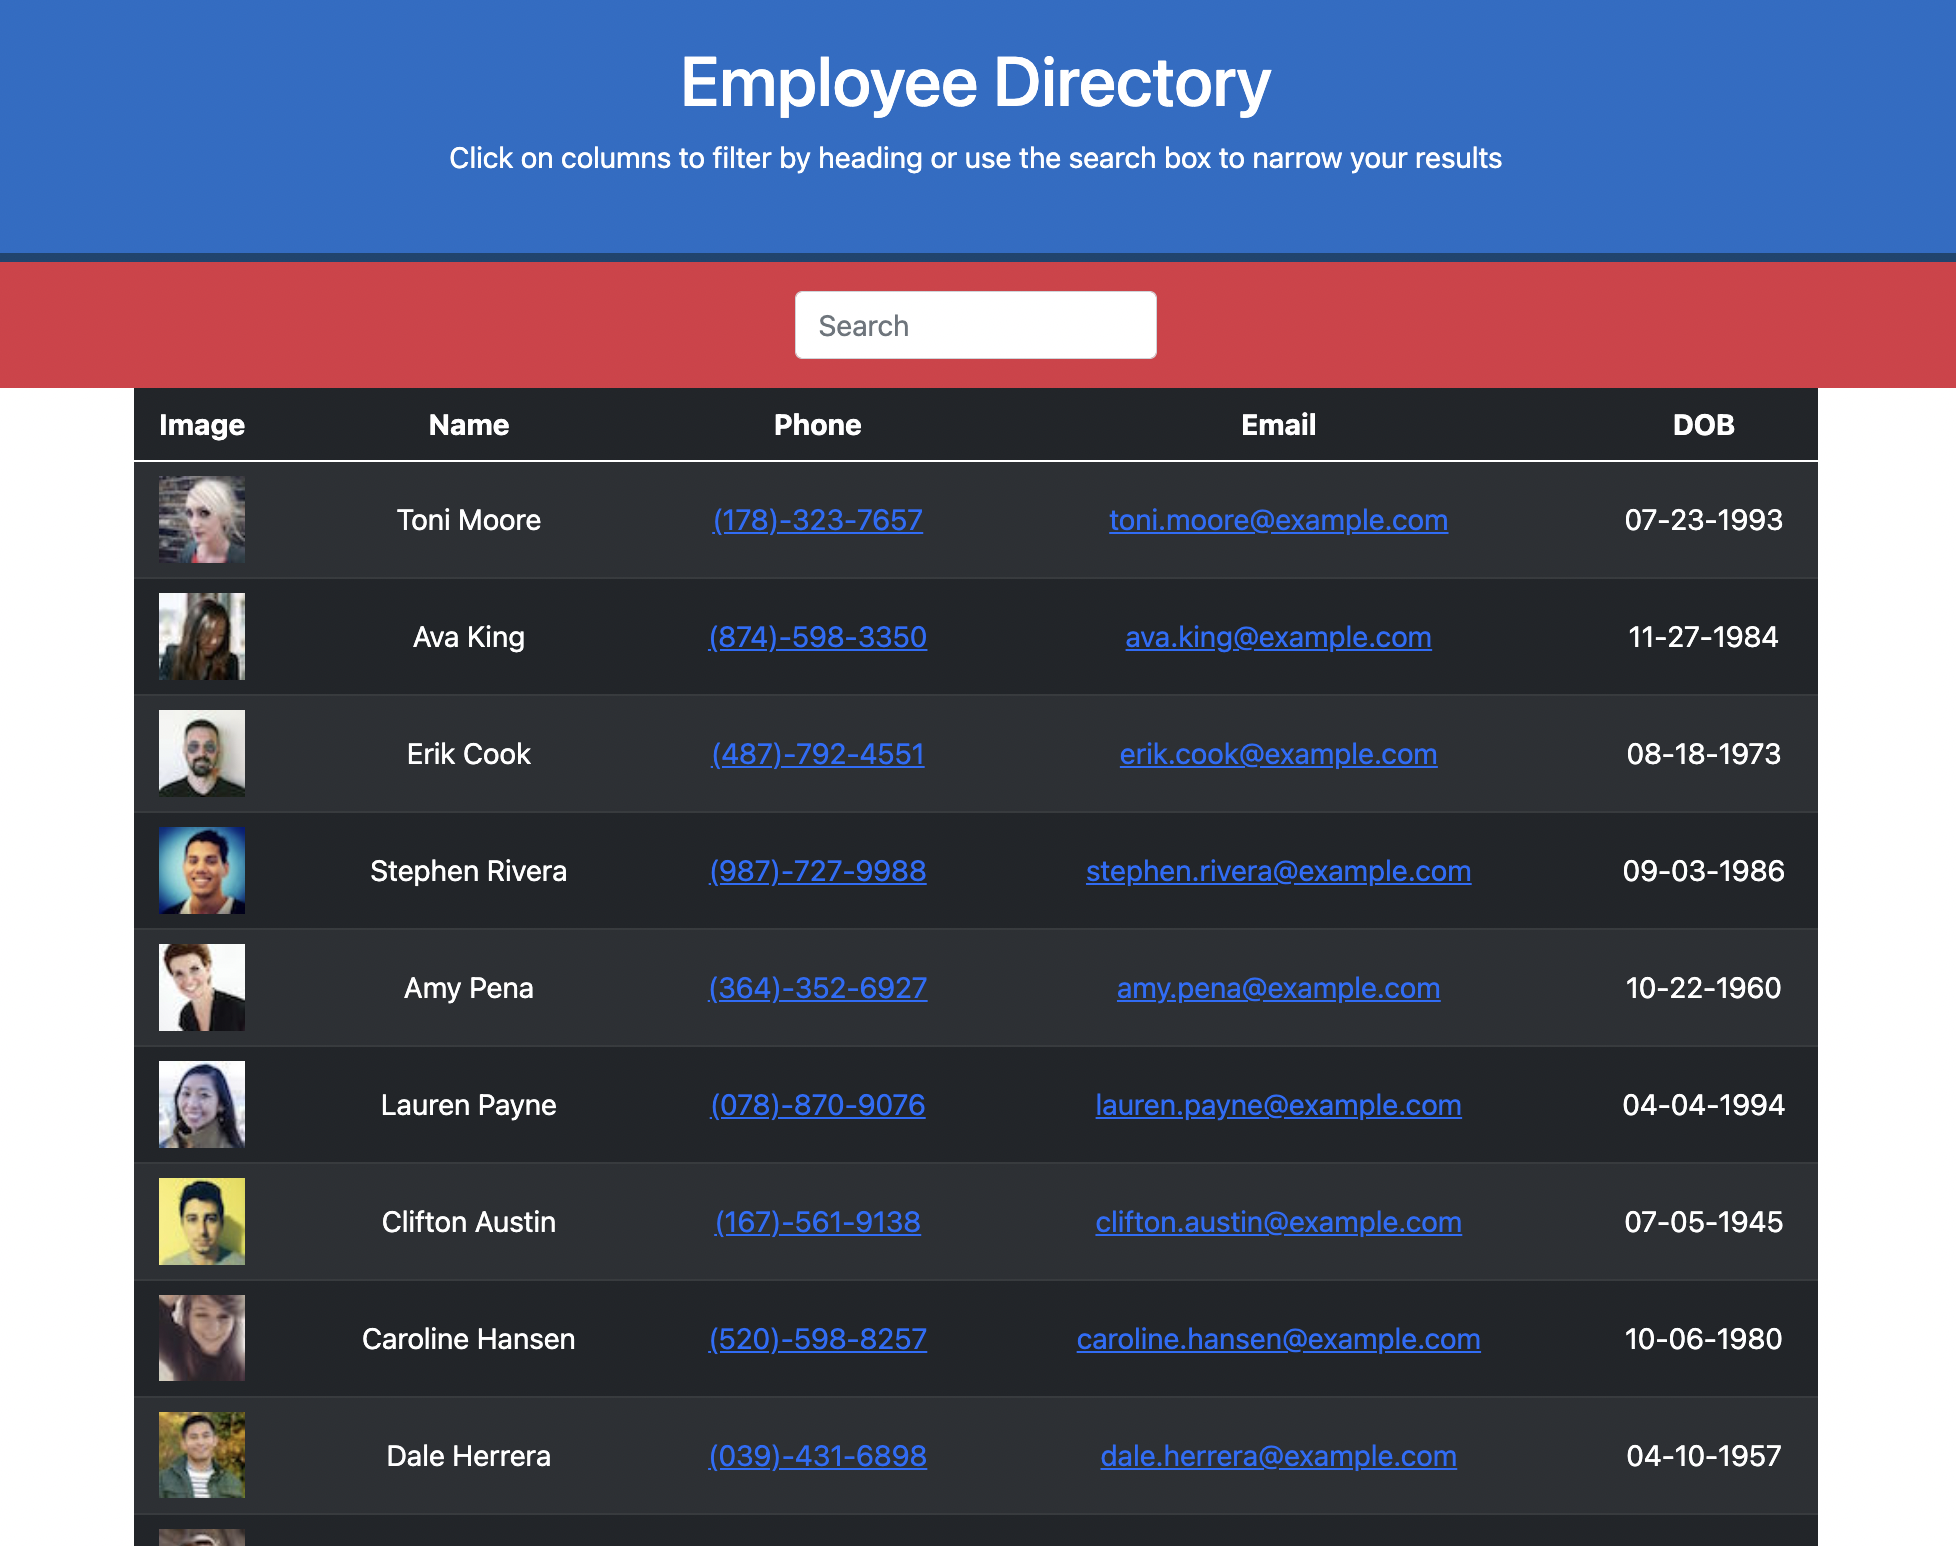 Employee Directory
Click on columns to filter by heading or use the search box to narrow your results
Search
Image Name Phone Email DOB
Toni Moore (178)-323-7657 toni.moore@example.com 07-23-1993
Ava King (874)-598-3350 ava.king@example.com 11-27-1984
Erik Cook (487)-792-4551 erik.cook@example.com 08-18-1973
Stephen Rivera (987)-727-9988 stephen.rivera@example.com 09-03-1986
Amy Pena (364)-352-6927 amy.pena@example.com 10-22-1960
Lauren Payne (078)-870-9076 lauren.payne@example.com 04-04-1994
Clifton Austin (167)-561-9138 clifton.austin@example.com 07-05-1945
Caroline Hansen (520)-598-8257 caroline.hansen@example.com 10-06-1980
Dale Herrera (039)-431-6898 dale.herrera@example.com 04-10-1957